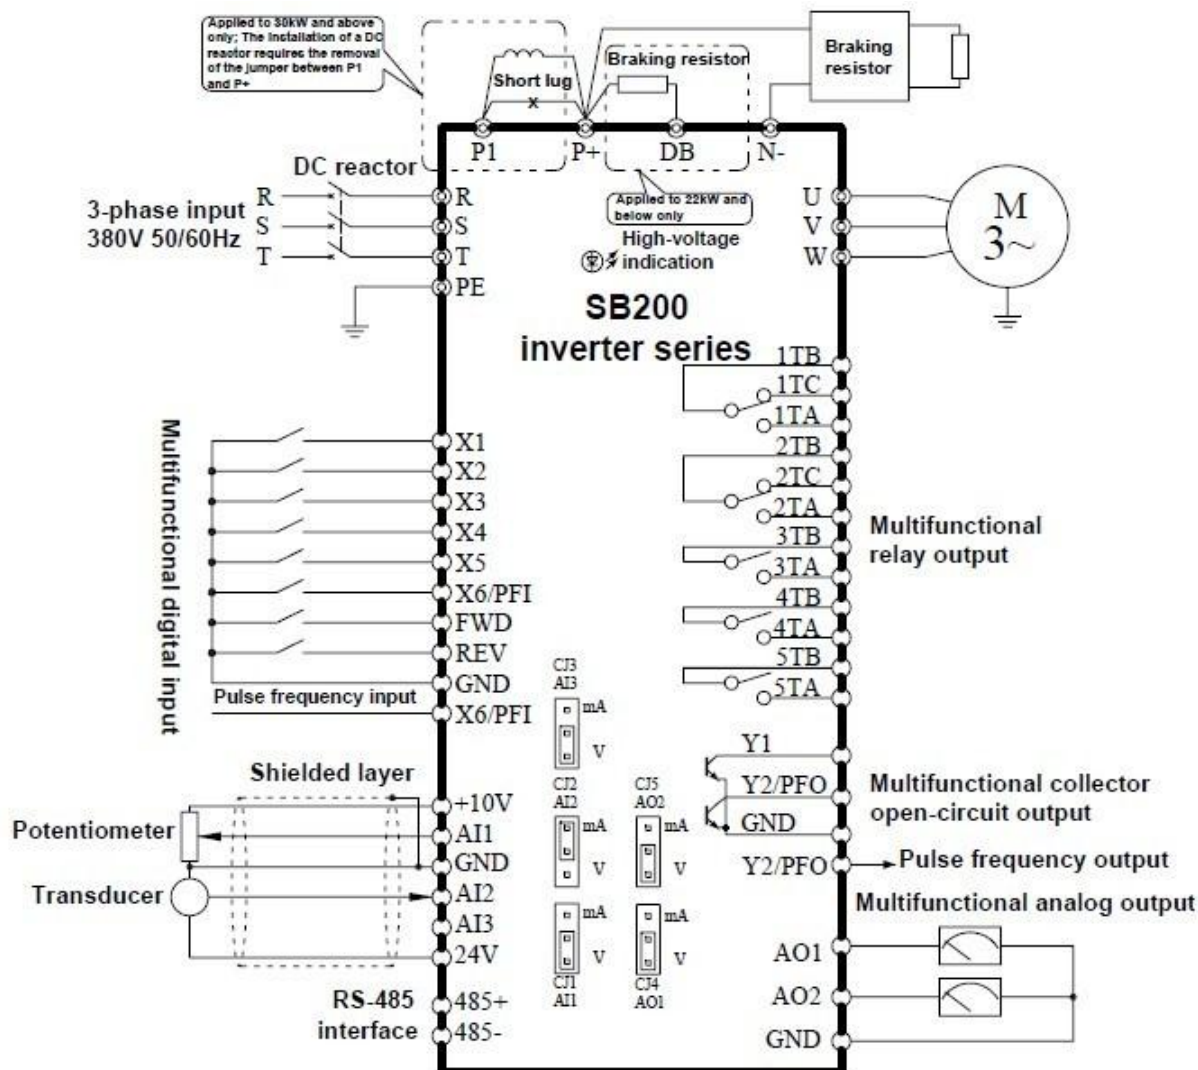 Applied to 30kW and above
only; The installation of a DC
reactor requires the removal
of the jumper between P1
and P+
Short lug
x
Braking resistor
Braking
resistor
P1
P+
DB
N-
DC reactor
Applied to 22kW and
below only
3-phase input
380V 50/60Hz
R
S
T
R
S
T
PE
High-voltage
indication
U
V
W
M
3~
SB200
inverter series
Multifunctional digital input
X1
X2
X3
X4
X5
X6/PFI
FWD
REV
GND
Pulse frequency input
X6/PFI
1TB
1TC
1TA
2TB
2TC
2TA
3TB
3TA
4TB
4TA
5TB
5TA
Multifunctional
relay output
CJ3
AI3
mA
V
CJ2
AI2
mA
V
CJ5
AO2
mA
V
mA
V
CJ1
AI1
mA
V
CJ4
AO1
Y1
Y2/PFO
GND
Multifunctional collector
open-circuit output
Y2/PFO
Pulse frequency output
Multifunctional analog output
AO1
AO2
GND
Shielded layer
Potentiometer
Transducer
+10V
AI1
GND
AI2
AI3
24V
RS-485
interface
485+
485-